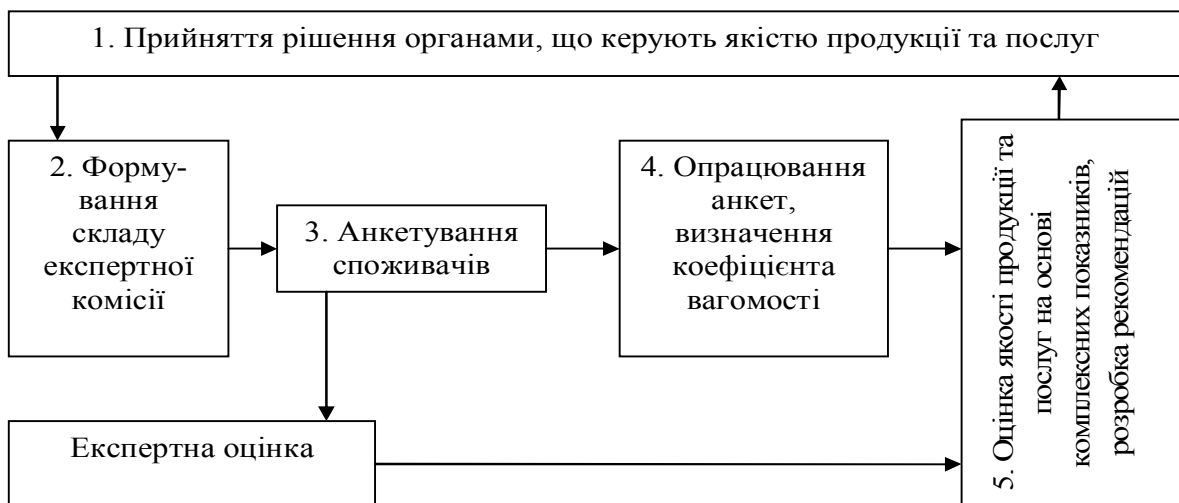 1. Прийняття рішення органами, що керують якістю продукції та послуг
2. Форму-
вання
складу
експертної
комісії
3. Анкетування
споживачів
4. Опрацювання
анкет,
визначення
коефіцієнта
вагомості
5. Оцінка якості продукції та
послуг на основі
комплексних показників,
розробка рекомендацій
Експертна оцінка